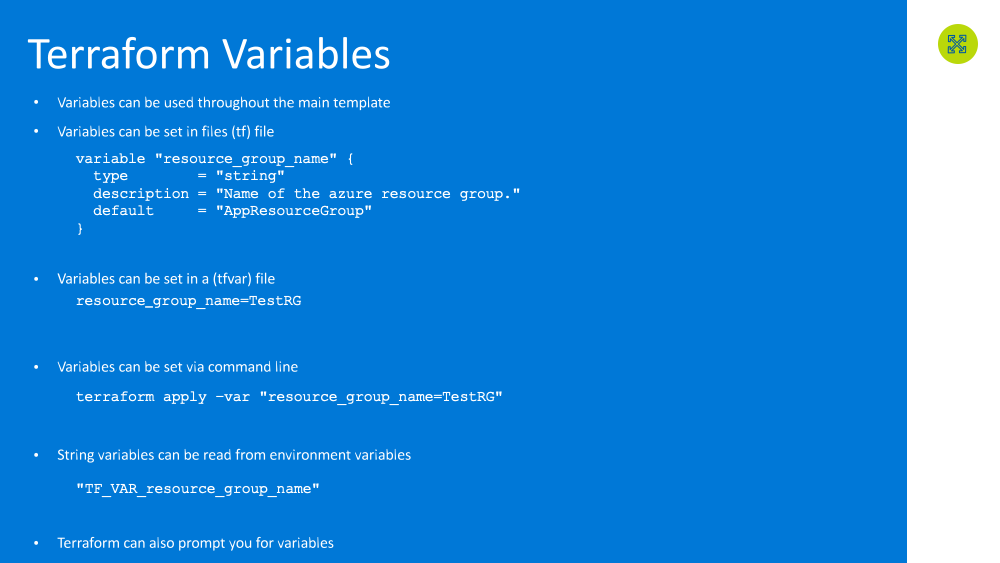 Terraform Variables
• Variables can be used throughout the main template
• Variables can be set in files (tf) file
variable "resource_group_name" {
  type        = "string"
  description = "Name of the azure resource group."
  default     = "AppResourceGroup"
}
• Variables can be set in a (tfvar) file
resource_group_name=TestRG
• Variables can be set via command line
terraform apply –var "resource_group_name=TestRG"
• String variables can be read from environment variables
"TF_VAR_resource_group_name"
• Terraform can also prompt you for variables